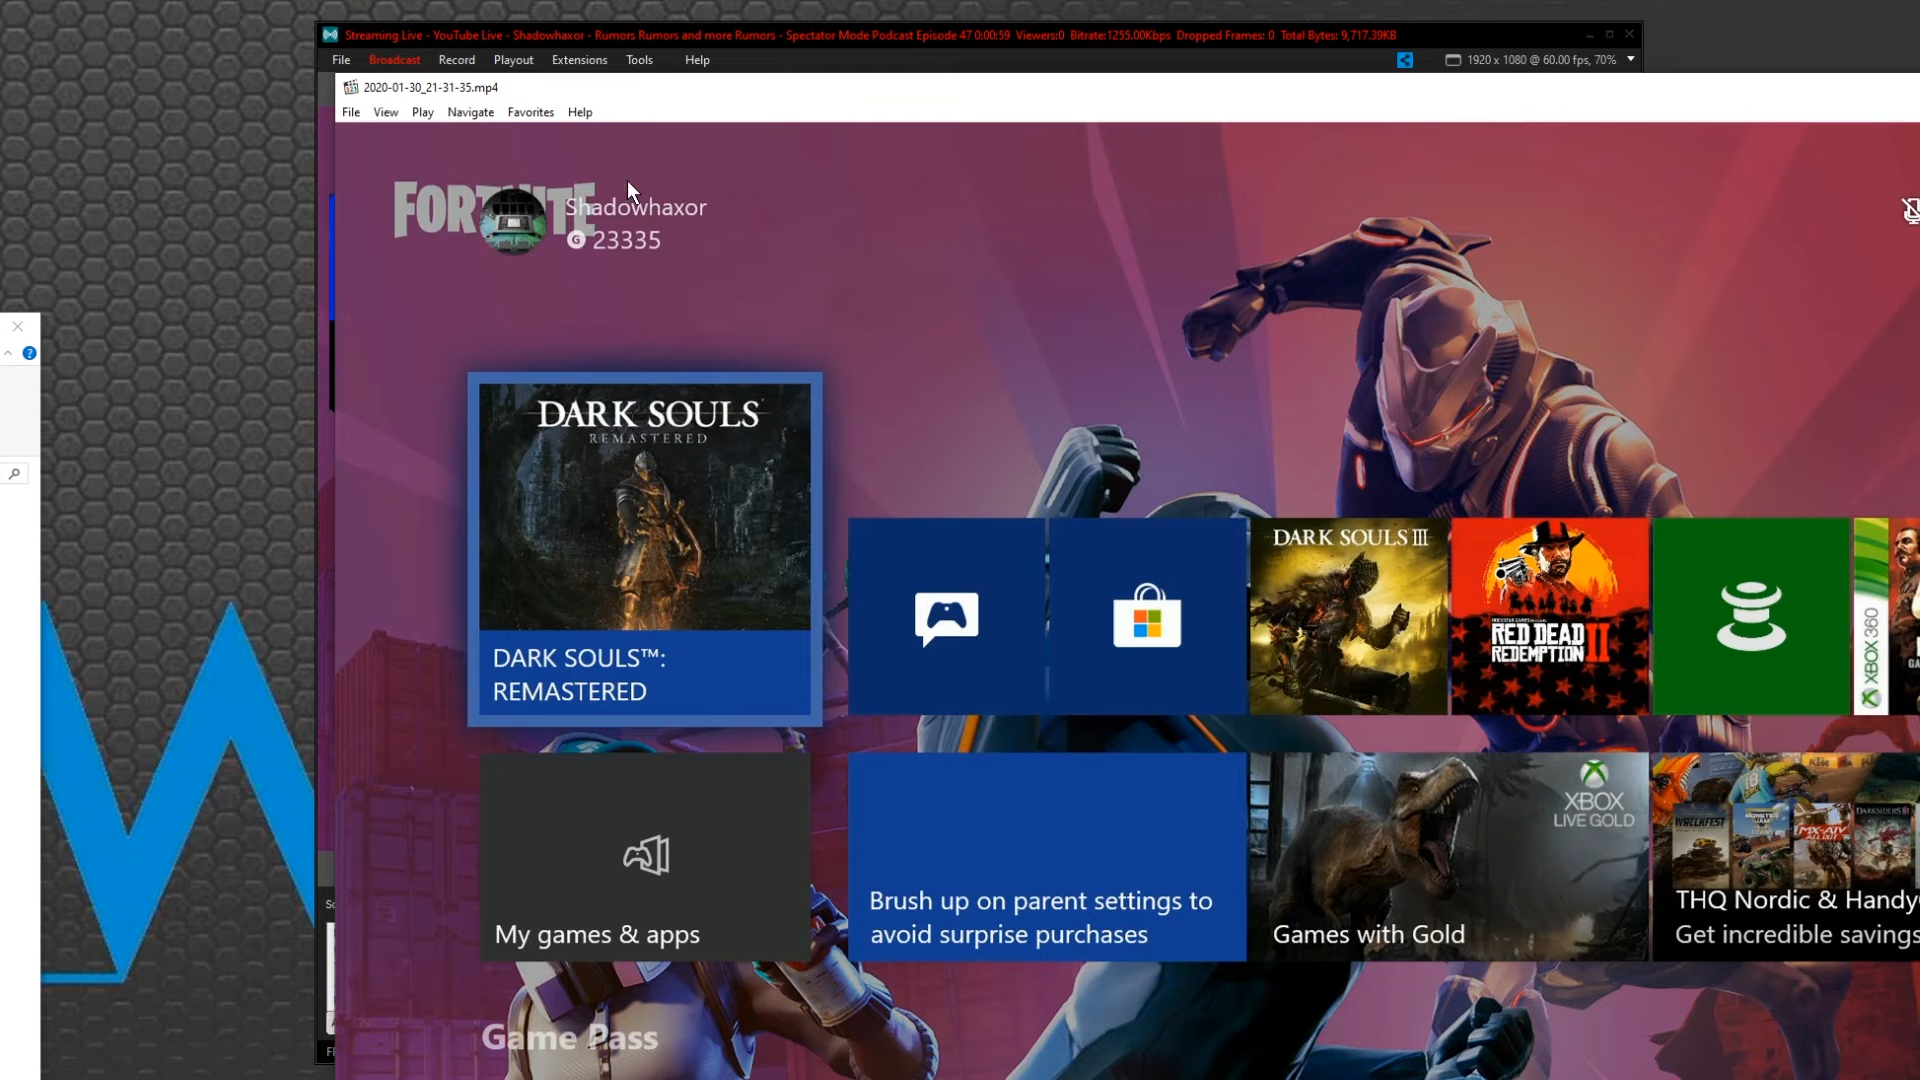 Streaming Live - YouTube Live - Shadowhaxor - Rumors Rumors and more Rumors - Spectator Mode Podcast Episode 47 0:00:59 Viewers:0 Bitrate:1255.00Kbps Dropped Frames: 0 Total Bytes: 9,717.39KB
File Broadcast Record Playout Extensions Tools Help
1920 x 1080 @ 60.00 fps, 70%
2020-01-30_21-31-35.mp4
File View Play Navigate Favorites Help
Shadowhaxor
G 23335
DARK SOULS
REMASTERED
DARK SOULS™:
REMASTERED
DARK SOULS III
RED DEAD
REDEMPTION II
XBOX 360
My games & apps
Brush up on parent settings to
avoid surprise purchases
XBOX
LIVE GOLD
Games with Gold
WRECKFEST
DARKSIDERS III
THQ Nordic & Handy
Get incredible savings
Game Pass